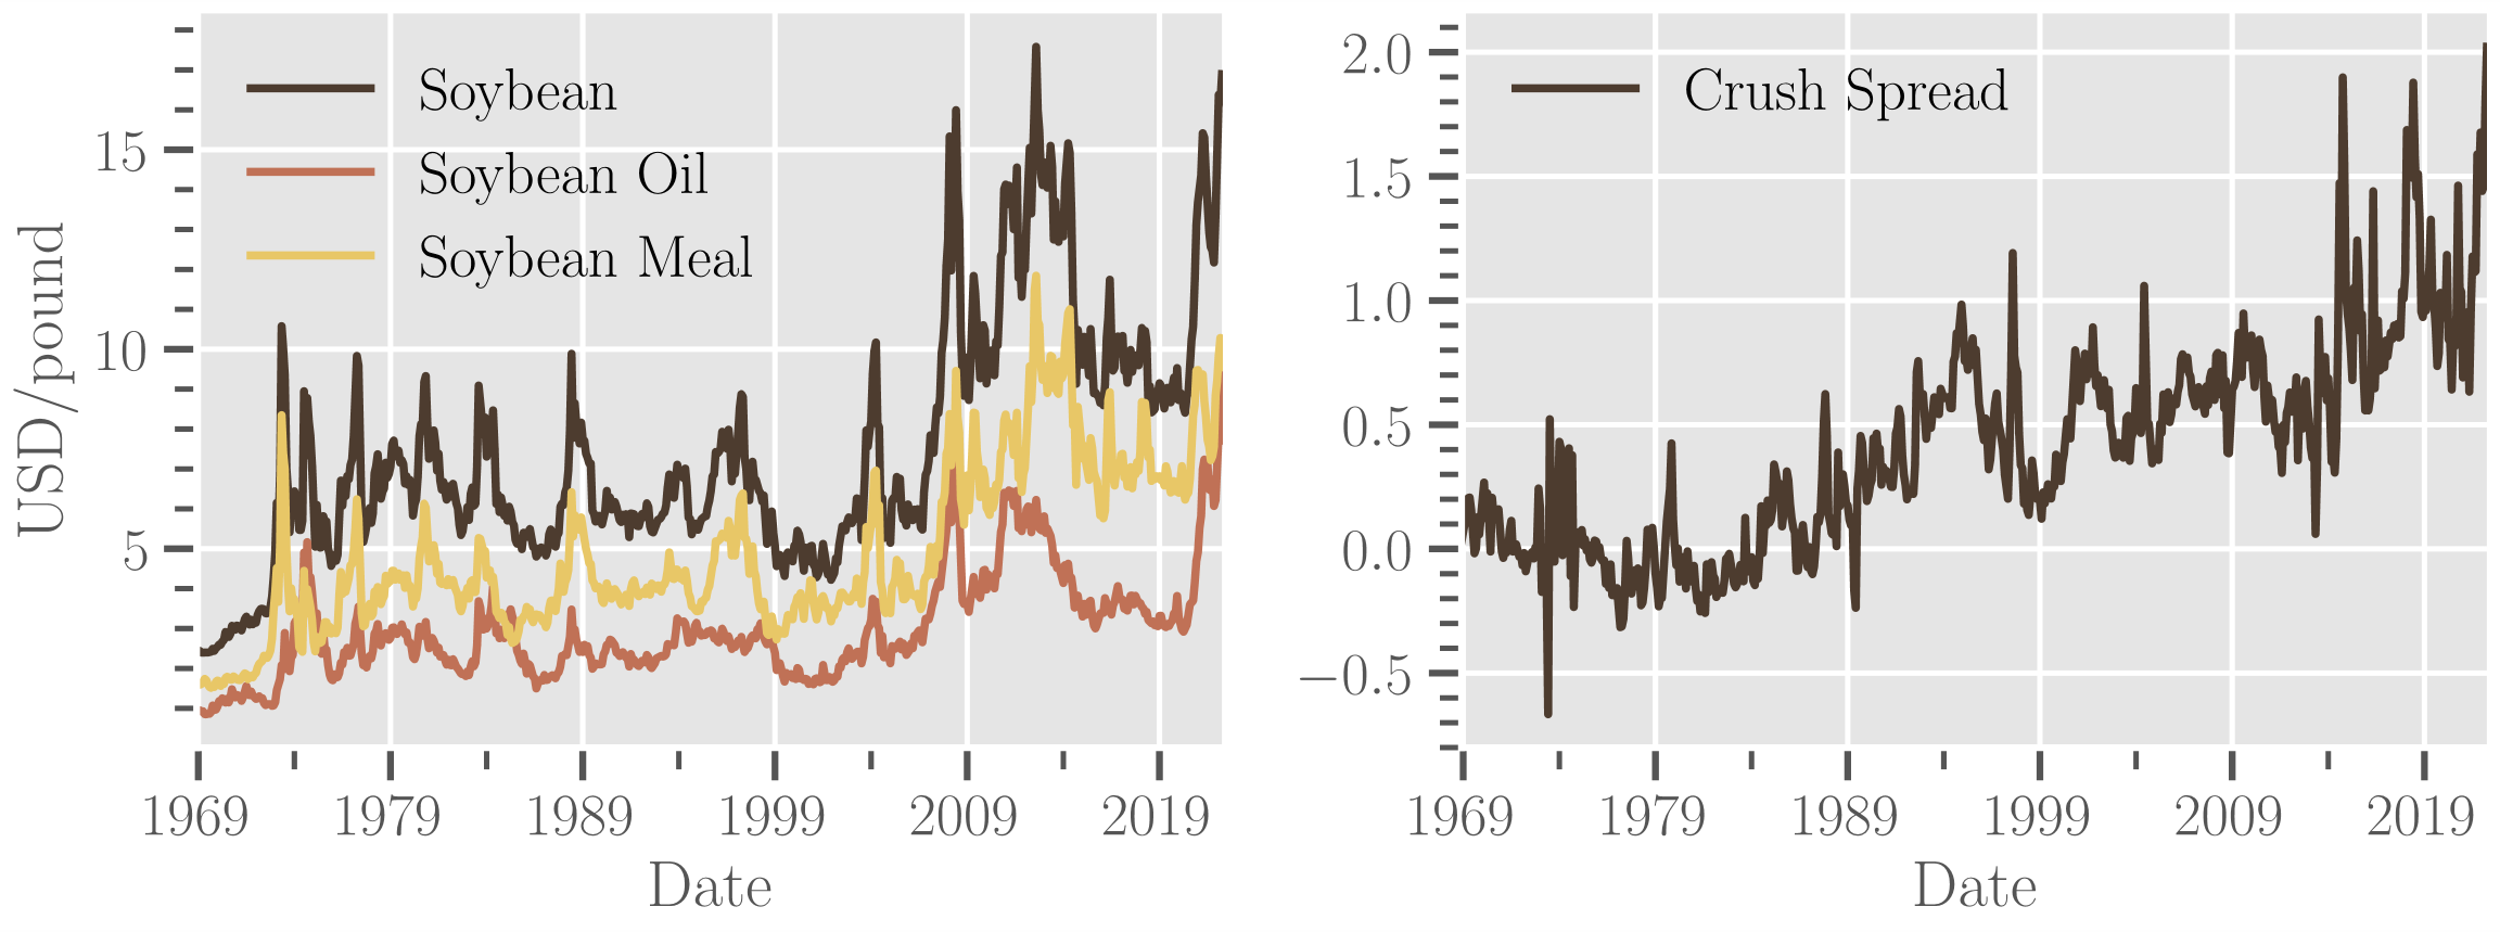 USD/pound
15
10
5
Soybean
Soybean Oil
Soybean Meal
1969 1979 1989 1999 2009 2019
Date
2.0
1.5
1.0
0.5
0.0
−0.5
Crush Spread
1969 1979 1989 1999 2009 2019
Date